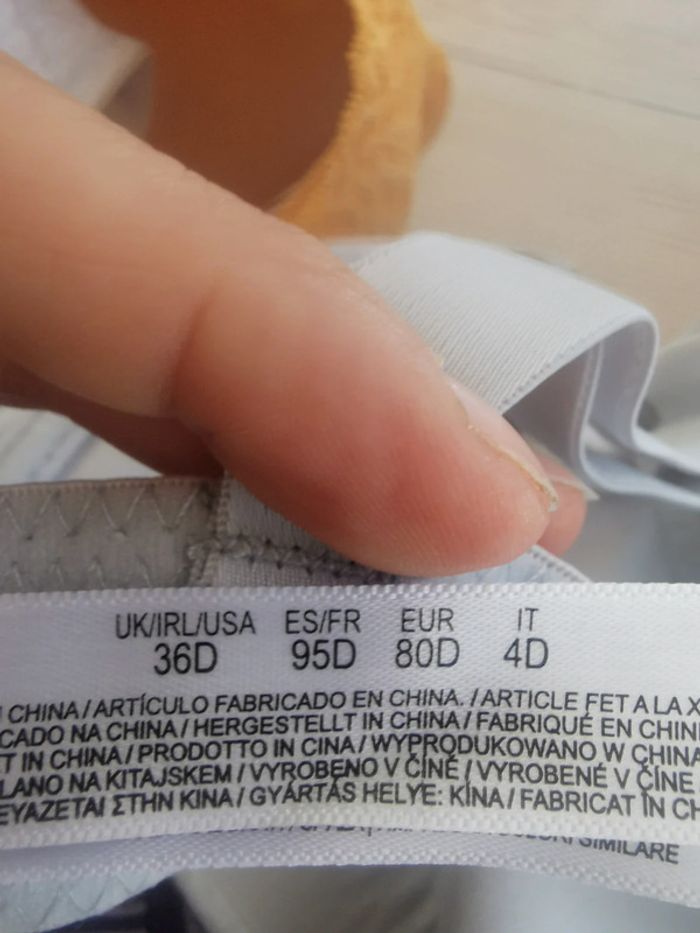 UK/IRL/USA ES/FR EUR IT
36D 95D 80D 4D
CHINA / ARTÍCULO FABRICADO EN CHINA. / ARTICLE FET A LA X
CADO NA CHINA / HERGESTELLT IN CHINA / FABRIQUÉ EN CHIN
T IN CHINA / PRODOTTO IN CINA / WYPRODUKOWANO W CHINA
LANO NA KITAJSKEM / VYROBENO V ČÍNĚ / VYROBENÉ V ČÍNE
ΕΥΑΖΕΤΑΙ ΣΤΗΝ ΚΙΝΑ / GYÁRTÁS HELYE: KÍNA / FABRICAT ÎN CH
SIMILARE